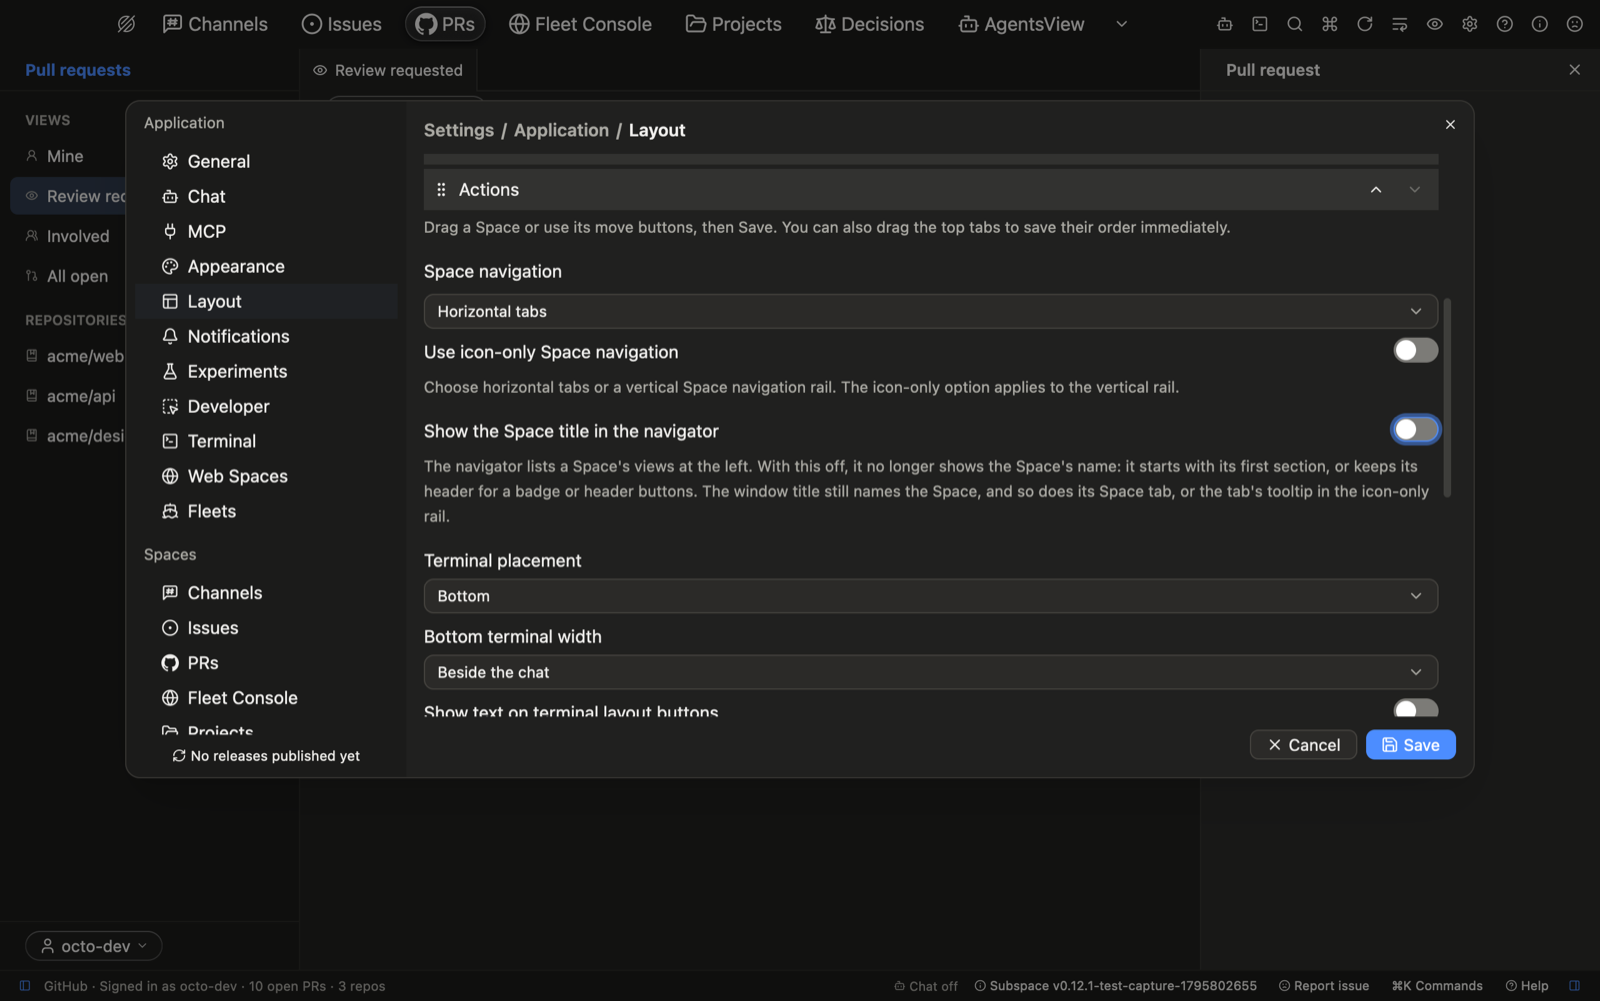 Channels
Issues
PRs
Fleet Console
Projects
Decisions
AgentsView
Pull requests
Review requested
Pull request
VIEWS
Mine
Review rec
Involved
All open
REPOSITORIES
acme/web
acme/api
acme/desi
Application
General
Chat
MCP
Appearance
Layout
Notifications
Experiments
Developer
Terminal
Web Spaces
Fleets
Spaces
Channels
Issues
PRs
Fleet Console
Projects
No releases published yet
Settings / Application / Layout
Actions
Drag a Space or use its move buttons, then Save. You can also drag the top tabs to save their order immediately.
Space navigation
Horizontal tabs
Use icon-only Space navigation
Choose horizontal tabs or a vertical Space navigation rail. The icon-only option applies to the vertical rail.
Show the Space title in the navigator
The navigator lists a Space's views at the left. With this off, it no longer shows the Space's name: it starts with its first section, or keeps its
header for a badge or header buttons. The window title still names the Space, and so does its Space tab, or the tab's tooltip in the icon-only
rail.
Terminal placement
Bottom
Bottom terminal width
Beside the chat
Show text on terminal layout buttons
Cancel
Save
octo-dev
GitHub · Signed in as octo-dev · 10 open PRs · 3 repos
Chat off
Subspace v0.12.1-test-capture-1795802655
Report issue
⌘K Commands
Help